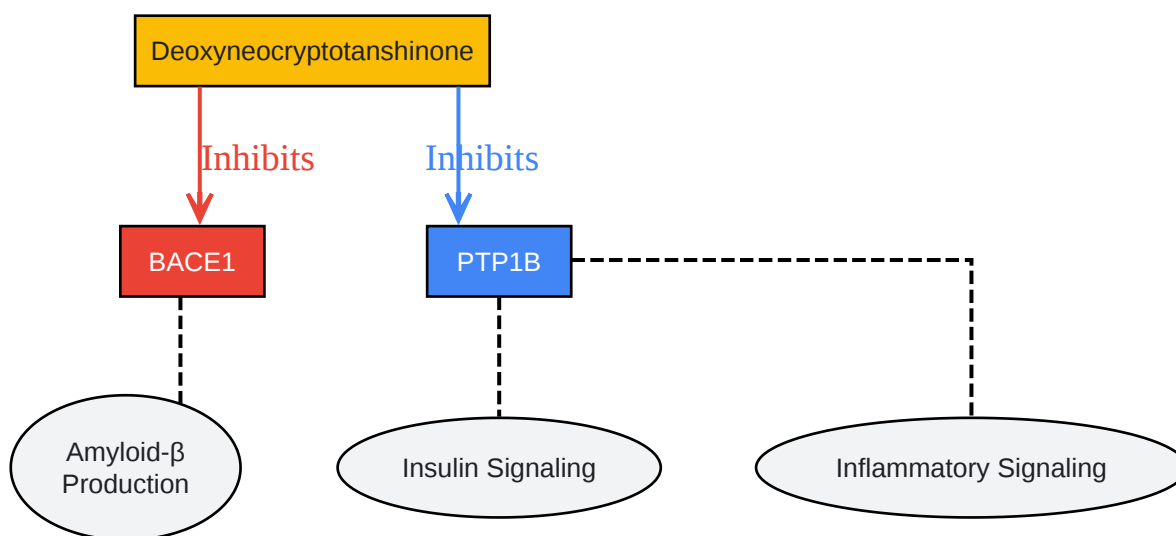 Deoxyneocryptotanshinone
Inhibits
Inhibits
BACE1
PTP1B
Amyloid-β
Production
Insulin Signaling
Inflammatory Signaling